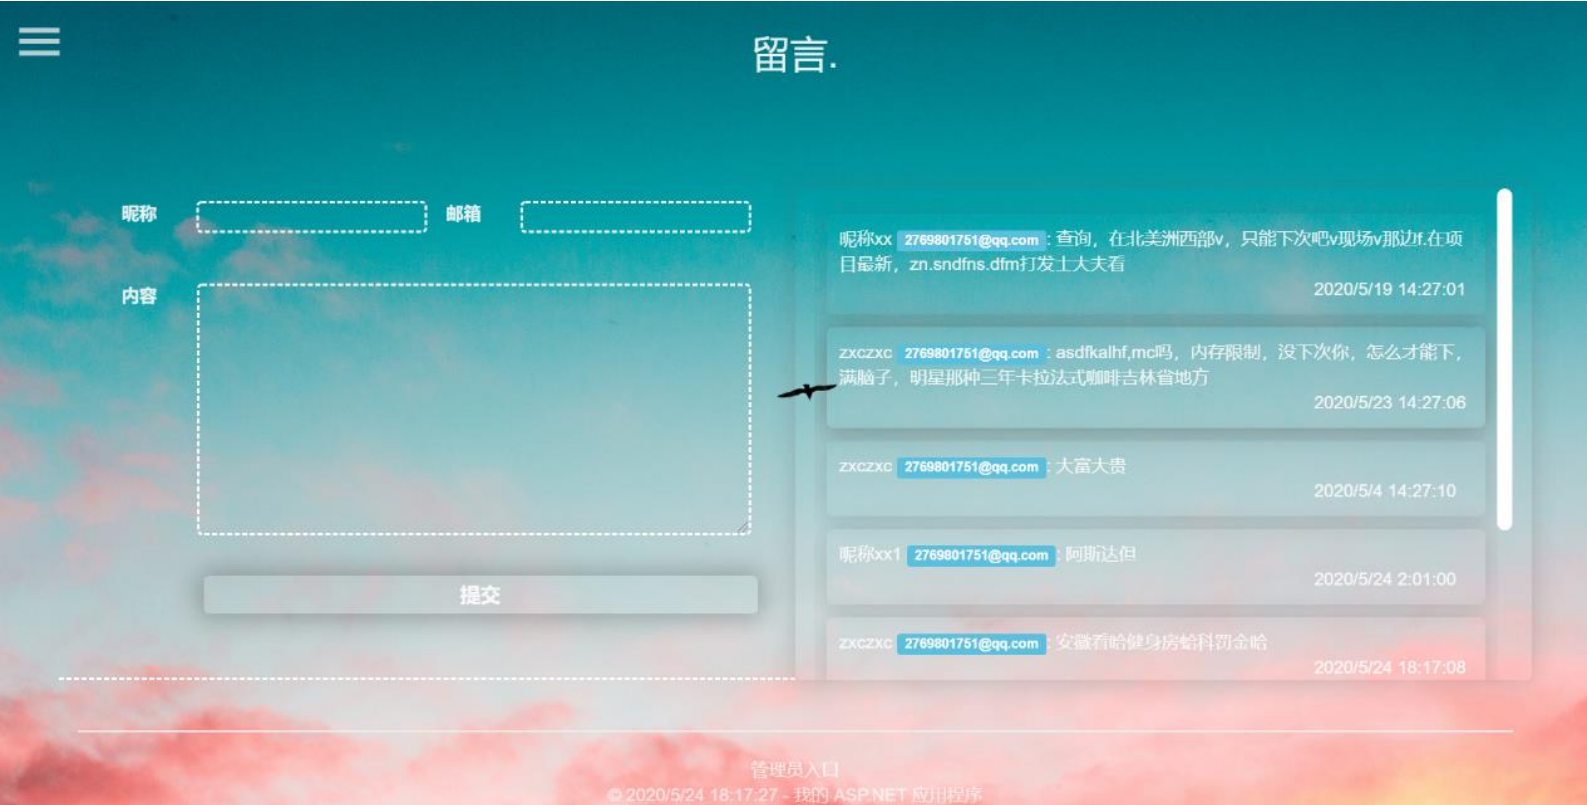 留言.
昵称
邮箱
内容
提交
昵称xx 2769801751@qq.com : 查询，在北美洲西部v，只能下次吧v现场v那边f.在项
目最新，zn.sndfns.dfm打发士大夫看
2020/5/19 14:27:01
zxczxc 2769801751@qq.com : asdfkalhf,mc吗，内存限制，没下次你，怎么才能下，
满脑子，明星那种三年卡拉法式咖啡吉林省地方
2020/5/23 14:27:06
zxczxc 2769801751@qq.com : 大富大贵
2020/5/4 14:27:10
昵称xx1 2769801751@qq.com : 阿斯达但
2020/5/24 2:01:00
zxczxc 2769801751@qq.com : 安徽看哈健身房蛤科罚金哈
2020/5/24 18:17:08
管理员入口
© 2020/5/24 18:17:27 - 我的 ASP.NET 应用程序